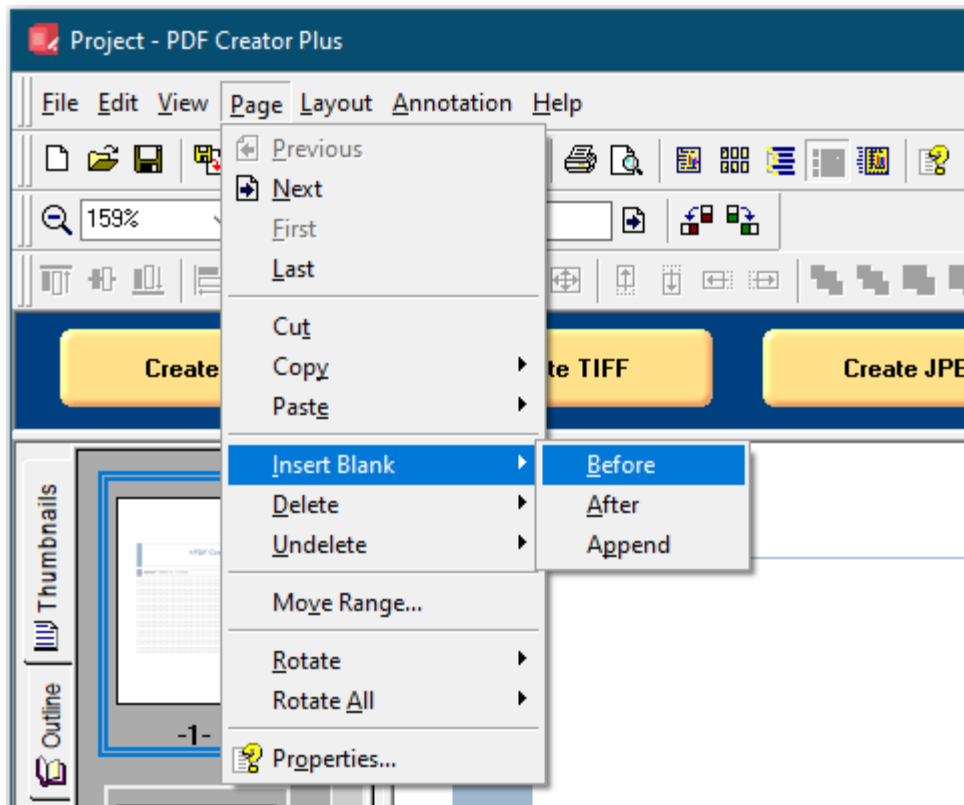 Project - PDF Creator Plus
File Edit View Page Layout Annotation Help
Previous
Next
159%
First
Last
Cut
Copy
Create
te TIFF
Create JPE
Paste
Insert Blank
Before
Delete
After
Undelete
Append
Thumbnails
Move Range...
Rotate
Rotate All
Outline
-1-
Properties...